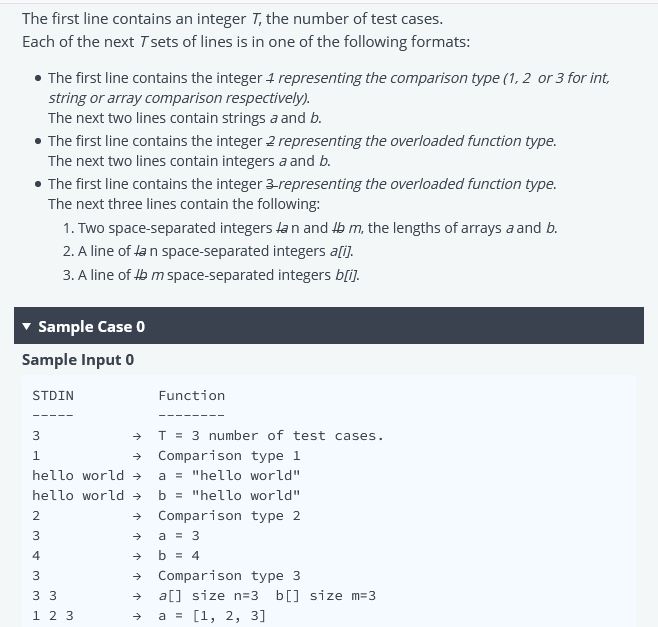 The first line contains an integer T, the number of test cases.
Each of the next T sets of lines is in one of the following formats:
• The first line contains the integer 1 representing the comparison type (1, 2 or 3 for int,
string or array comparison respectively).
The next two lines contain strings a and b.
• The first line contains the integer 2 representing the overloaded function type.
The next two lines contain integers a and b.
• The first line contains the integer 3 representing the overloaded function type.
The next three lines contain the following:
1. Two space-separated integers la n and lb m, the lengths of arrays a and b.
2. A line of la n space-separated integers a[i].
3. A line of lb m space-separated integers b[i].
▼ Sample Case 0
Sample Input 0
STDIN Function
----- --------
3 → T = 3 number of test cases.
1 → Comparison type 1
hello world → a = "hello world"
hello world → b = "hello world"
2 → Comparison type 2
3 → a = 3
4 → b = 4
3 → Comparison type 3
3 3 → a[] size n=3 b[] size m=3
1 2 3 → a = [1, 2, 3]